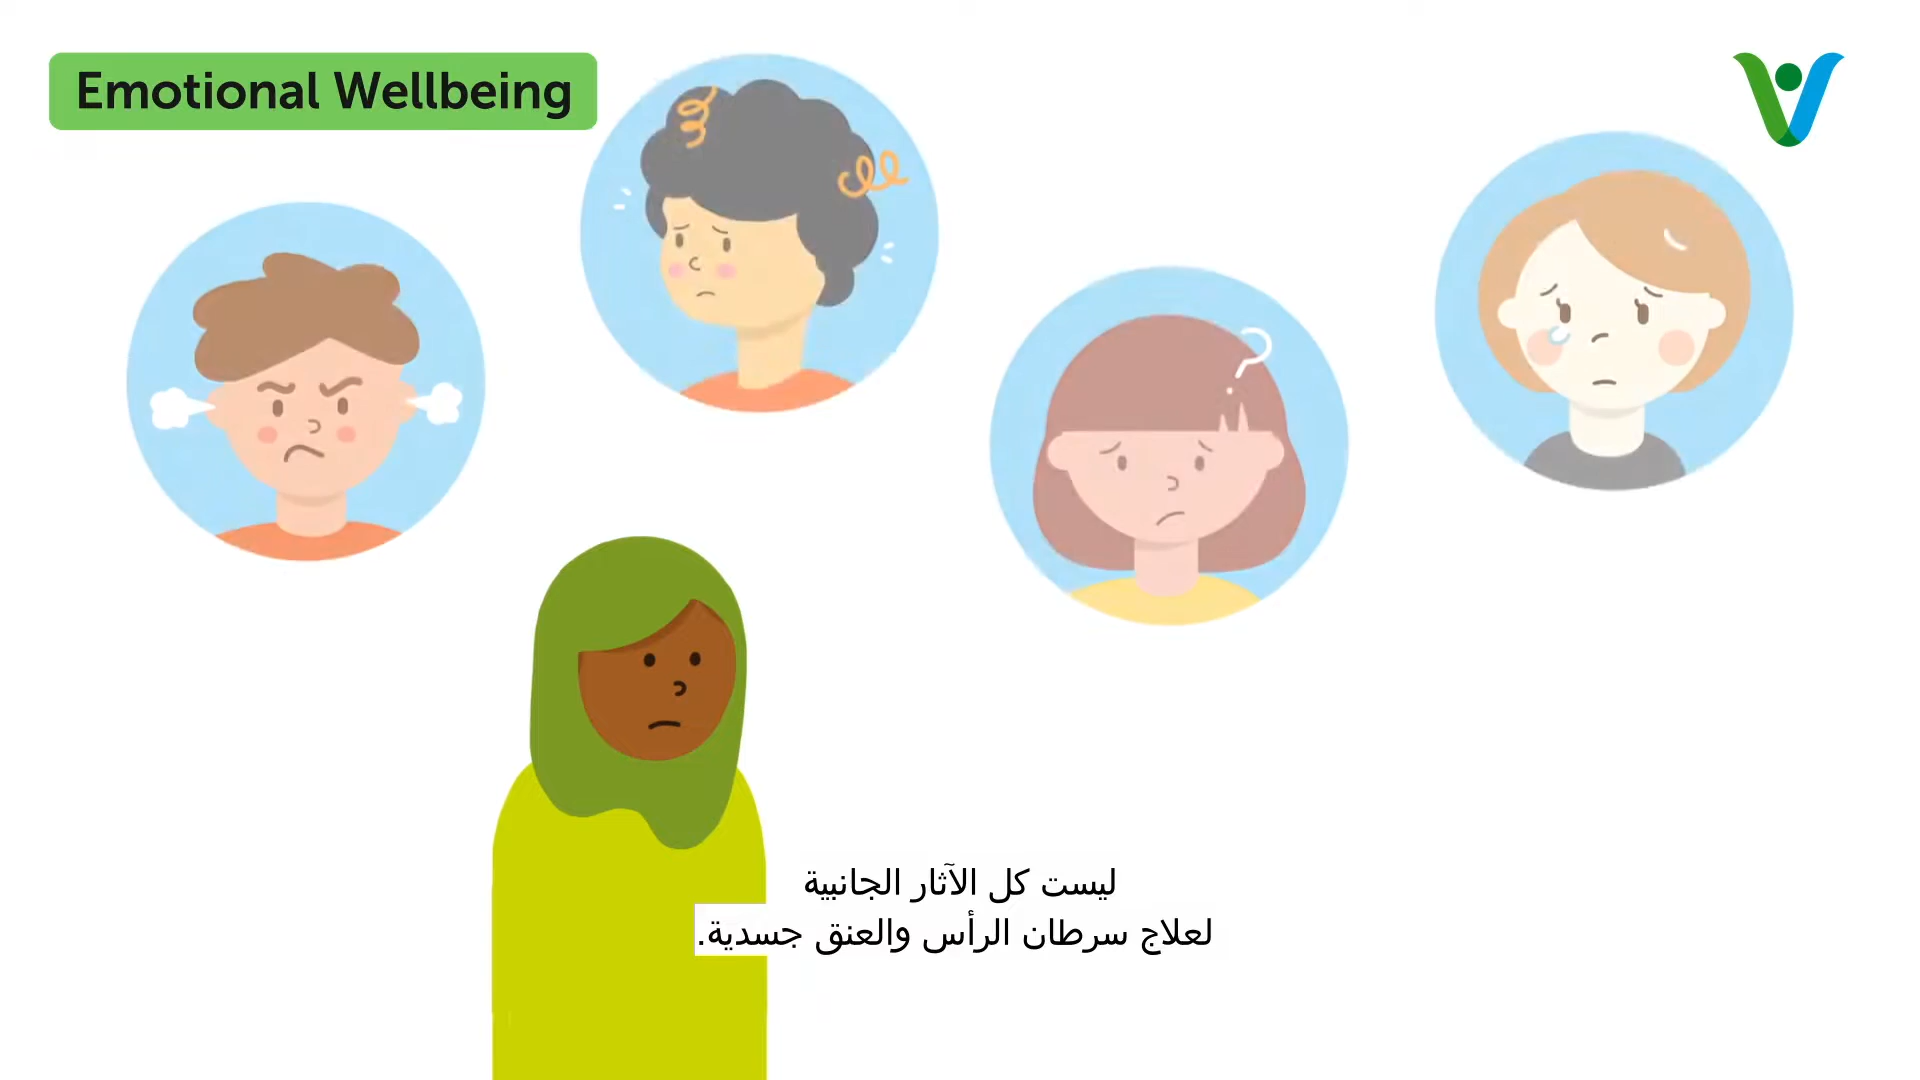 Emotional Wellbeing
ليست كل الآثار الجانبية
لعلاج سرطان الرأس والعنق جسدية.